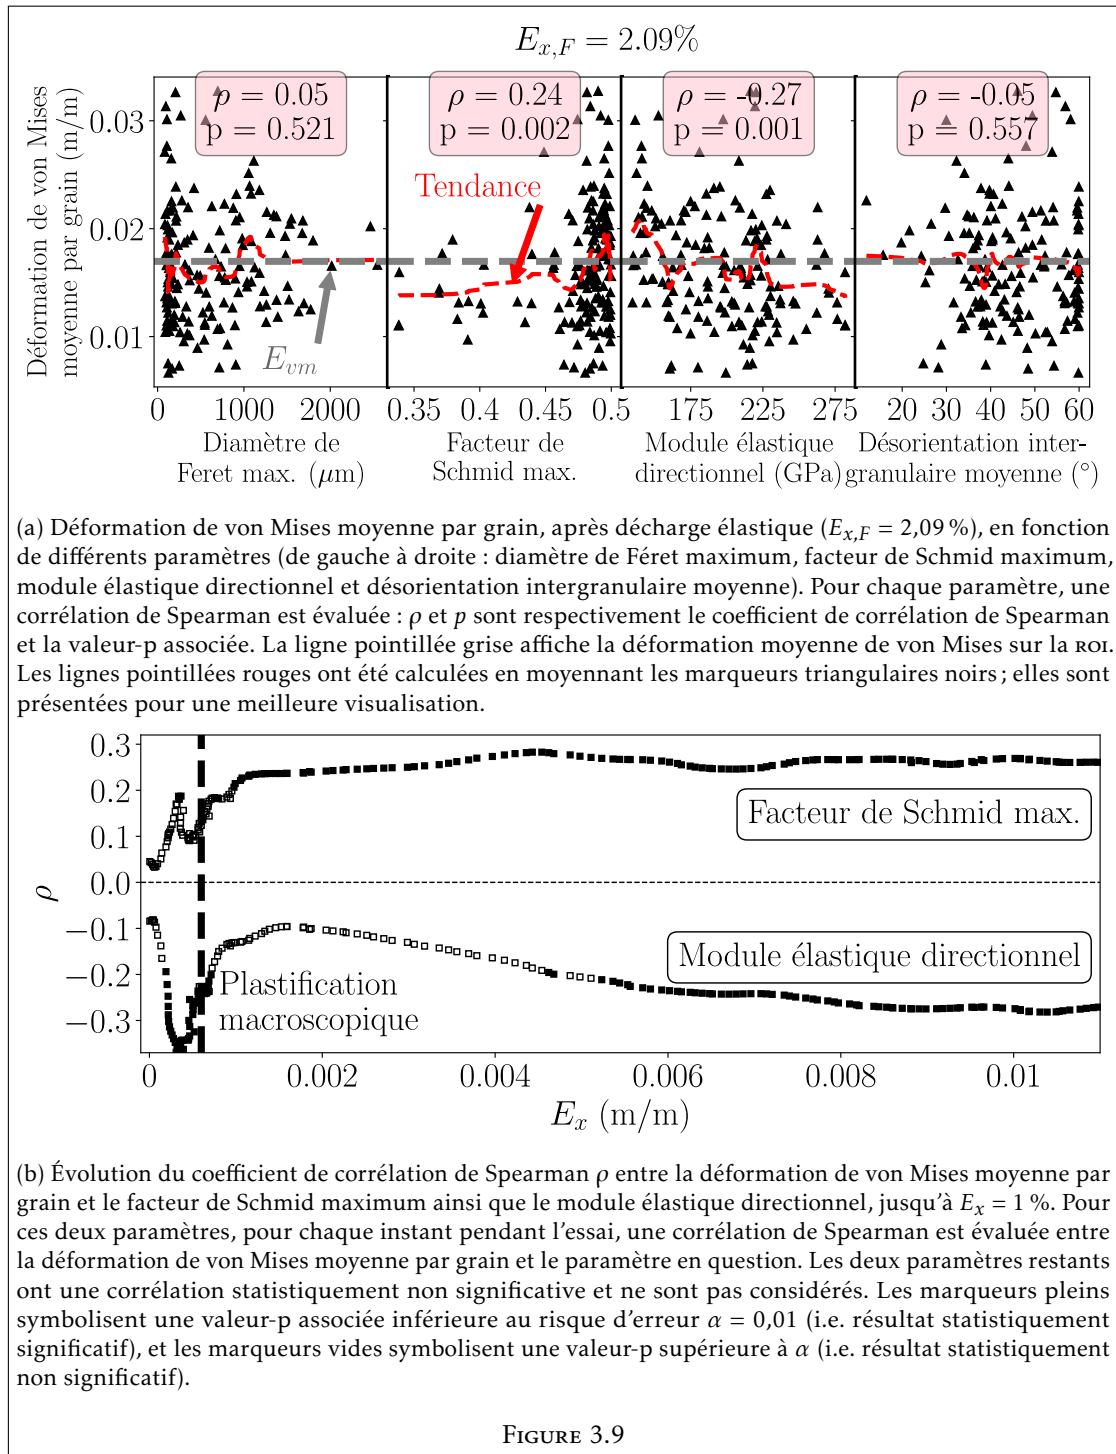 E_{x,F} = 2.09%
Déformation de von Mises
moyenne par grain (m/m)
0.03
0.02
0.01
ρ = 0.05
p = 0.521
ρ = 0.24
p = 0.002
ρ = -0.27
p = 0.001
ρ = -0.05
p = 0.557
Tendance
E_{vm}
0 1000 2000
0.35 0.4 0.45 0.5
175 225 275
20 30 40 50 60
Diamètre de
Feret max. (μm)
Facteur de
Schmid max.
Module élastique
directionnel (GPa)
Désorientation inter-
granulaire moyenne (°)
(a) Déformation de von Mises moyenne par grain, après décharge élastique (E_{x,F} = 2,09 %), en fonction
de différents paramètres (de gauche à droite : diamètre de Féret maximum, facteur de Schmid maximum,
module élastique directionnel et désorientation intergranulaire moyenne). Pour chaque paramètre, une
corrélation de Spearman est évaluée : ρ et p sont respectivement le coefficient de corrélation de Spearman
et la valeur-p associée. La ligne pointillée grise affiche la déformation moyenne de von Mises sur la ROI.
Les lignes pointillées rouges ont été calculées en moyennant les marqueurs triangulaires noirs ; elles sont
présentées pour une meilleure visualisation.
0.3
0.2
0.1
0.0
−0.1
−0.2
−0.3
ρ
Facteur de Schmid max.
Module élastique directionnel
Plastification
macroscopique
0 0.002 0.004 0.006 0.008 0.01
E_x (m/m)
(b) Évolution du coefficient de corrélation de Spearman ρ entre la déformation de von Mises moyenne par
grain et le facteur de Schmid maximum ainsi que le module élastique directionnel, jusqu'à E_x = 1 %. Pour
ces deux paramètres, pour chaque instant pendant l'essai, une corrélation de Spearman est évaluée entre
la déformation de von Mises moyenne par grain et le paramètre en question. Les deux paramètres restants
ont une corrélation statistiquement non significative et ne sont pas considérés. Les marqueurs pleins
symbolisent une valeur-p associée inférieure au risque d'erreur α = 0,01 (i.e. résultat statistiquement
significatif), et les marqueurs vides symbolisent une valeur-p supérieure à α (i.e. résultat statistiquement
non significatif).
FIGURE 3.9